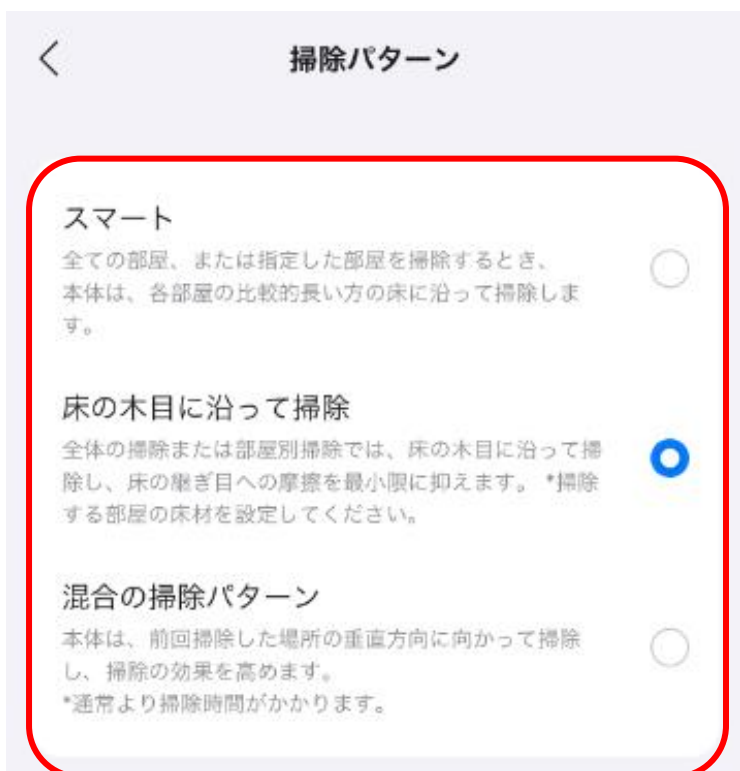 掃除パターン
スマート
全ての部屋、または指定した部屋を掃除するとき、
本体は、各部屋の比較的長い方の床に沿って掃除しま
す。
床の木目に沿って掃除
全体の掃除または部屋別掃除では、床の木目に沿って掃
除し、床の継ぎ目への摩擦を最小限に抑えます。 *掃除
する部屋の床材を設定してください。
混合の掃除パターン
本体は、前回掃除した場所の垂直方向に向かって掃除
し、掃除の効果を高めます。
*通常より掃除時間がかかります。